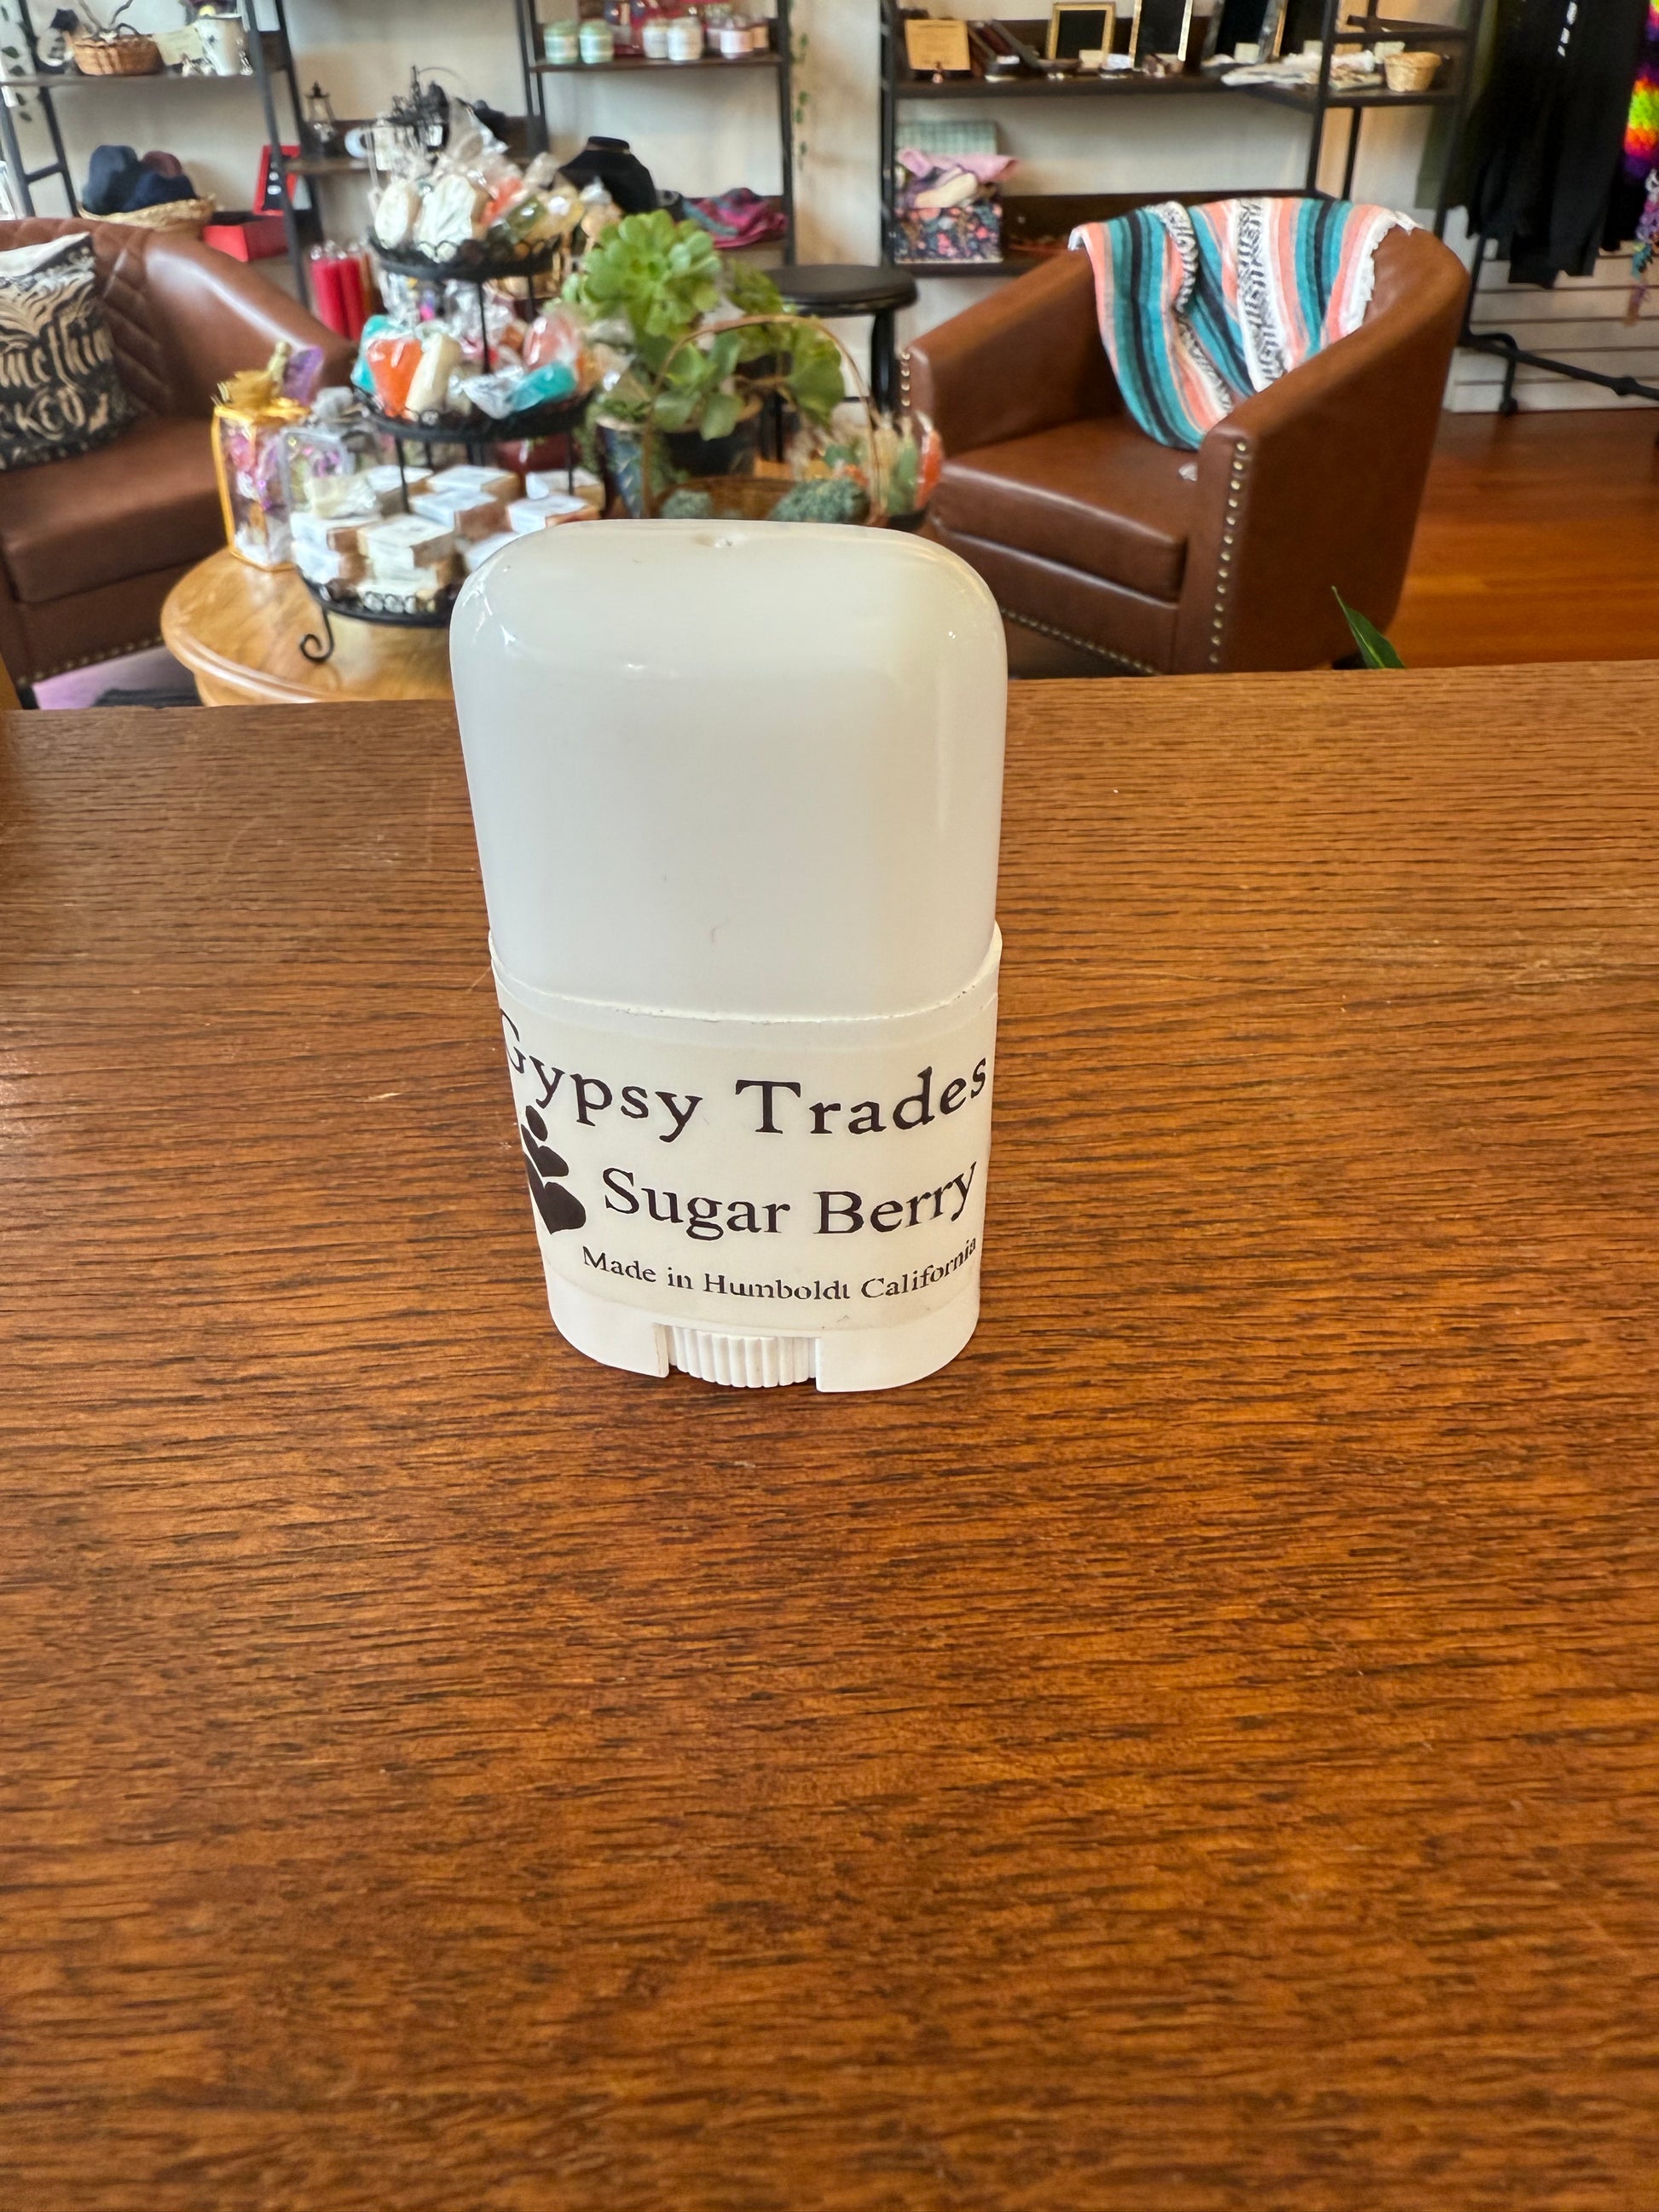 Gypsy Trades
Sugar Berry
Made in Humboldt California